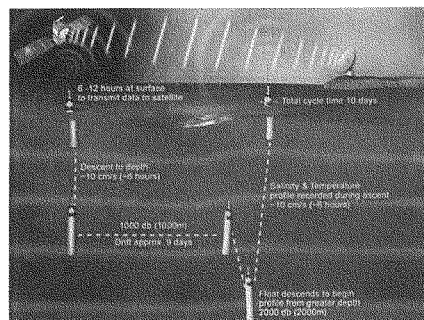 6 -12 hours at surface
to transmit data to satellite
Total cycle time 10 days
Descent to depth
~10 cm/s (~6 hours)
Salinity & Temperature
profile recorded during ascent
~10 cm/s (~6 hours)
1000 db (1000m)
Drift approx. 9 days
Float descends to begin
profile from greater depth
2000 db (2000m)